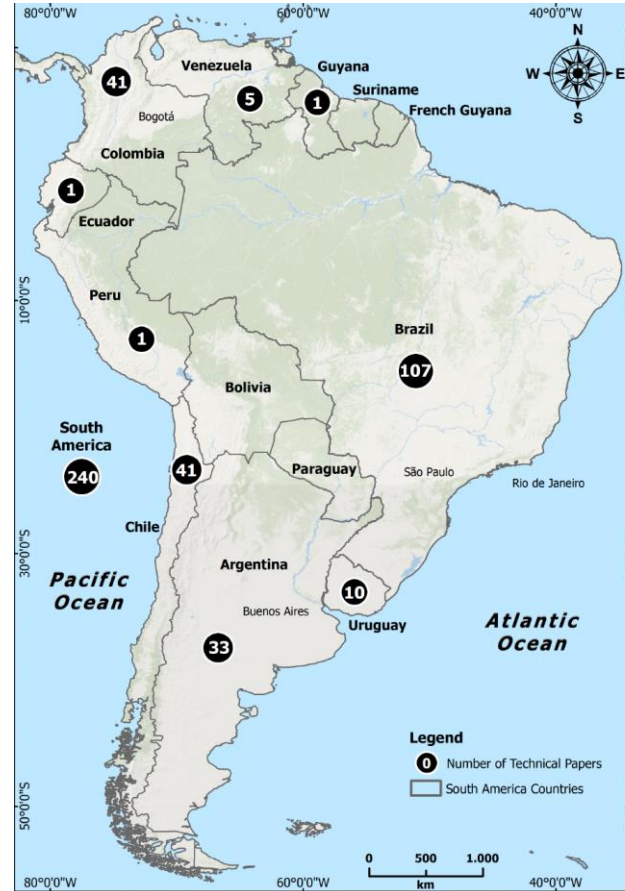 80°0'0"W
60°0'0"W
40°0'0"W
N
W
E
S
41
Venezuela
Guyana
5
1
Suriname
French Guyana
Bogotá
Colombia
1
Ecuador
10°0'0"S
Peru
1
Brazil
107
Bolivia
South
America
240
41
Paraguay
São Paulo
Rio de Janeiro
Chile
30°0'0"S
Argentina
Pacific
Ocean
10
Buenos Aires
Uruguay
Atlantic
Ocean
33
Legend
0 Number of Technical Papers
South America Countries
50°0'0"S
0 500 1.000
km
80°0'0"W
60°0'0"W
40°0'0"W